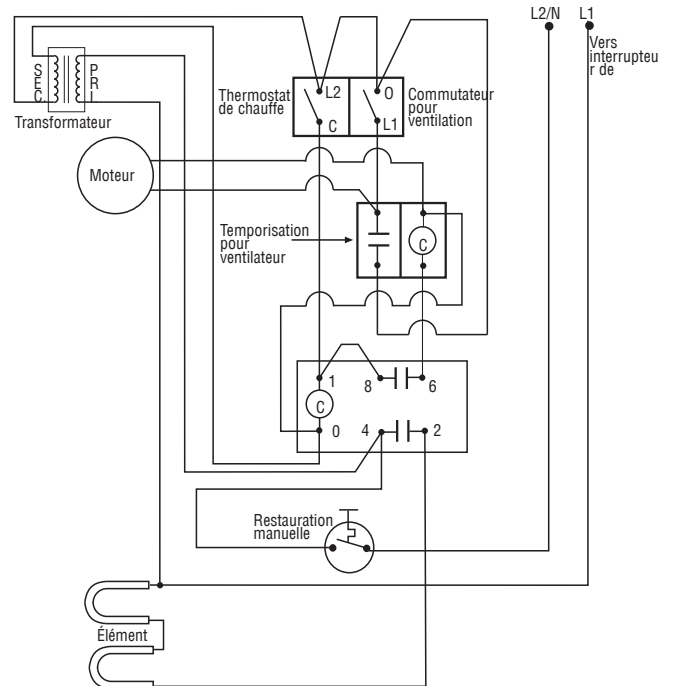 L2/N
L1
Vers
interrupteu
r de
S
E
C
P
R
I
Transformateur
Thermostat
de chauffe
L2
C
O
L1
Commutateur
pour
ventilation
Moteur
Temporisation
pour
ventilateur
C
1
8
6
C
0
4
2
Restauration
manuelle
Élément